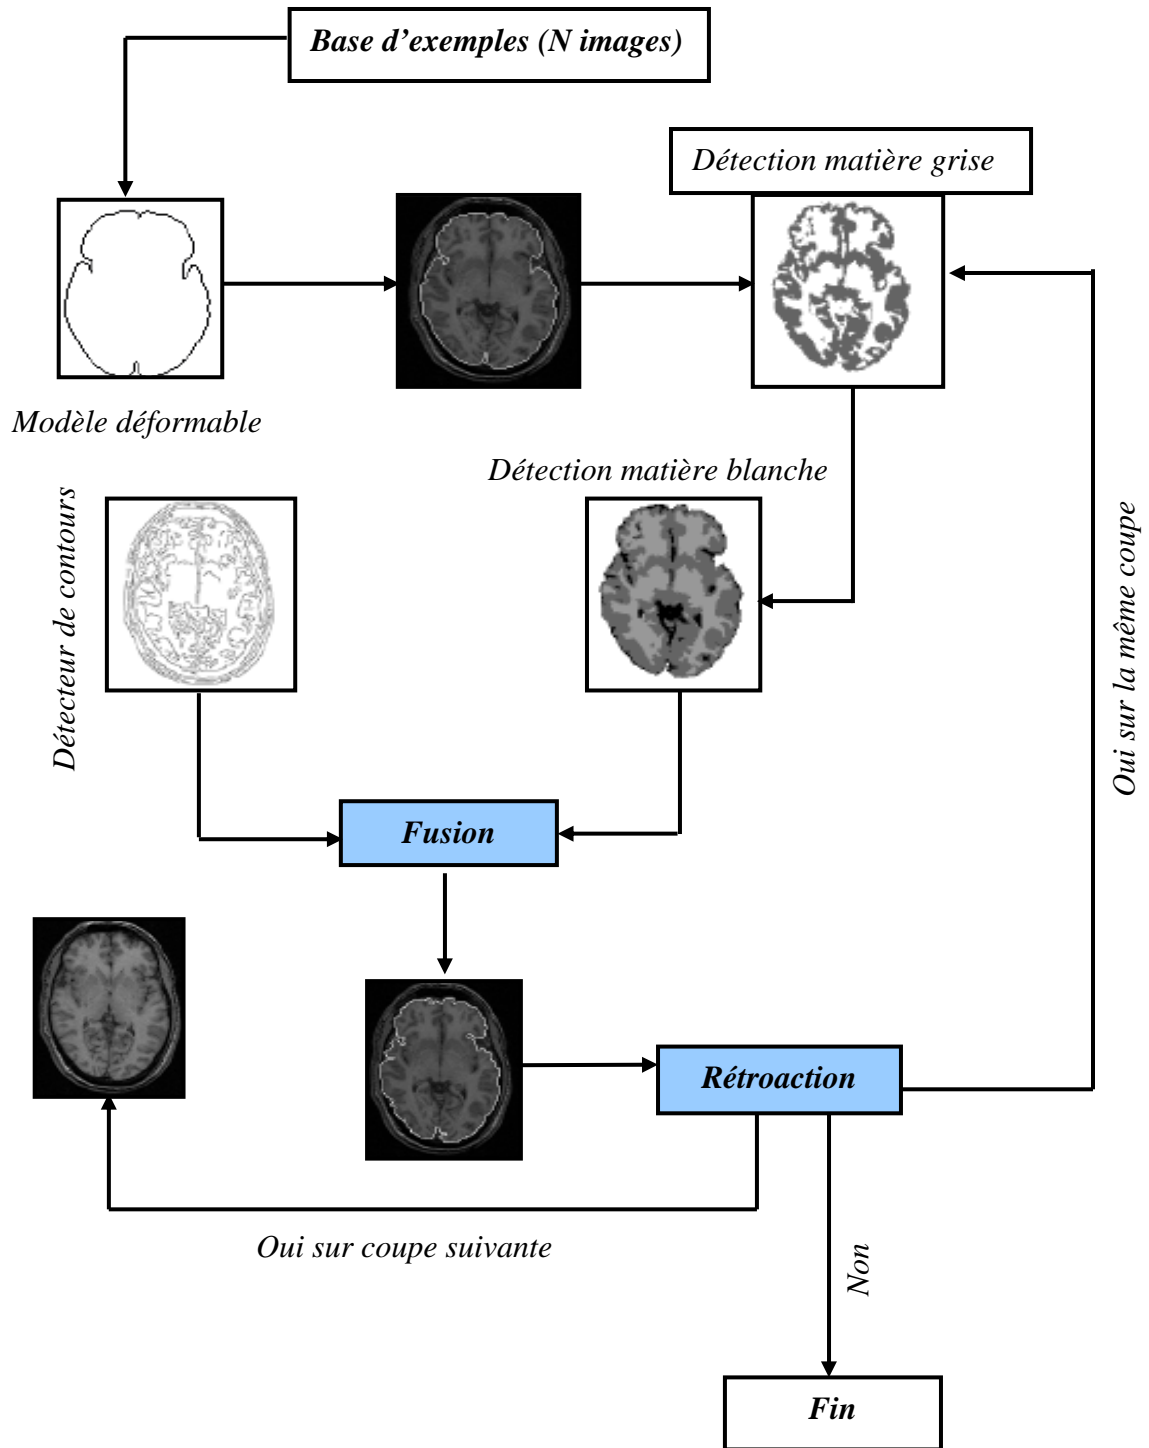 Base d'exemples (N images)
Détection matière grise
Modèle déformable
Détection matière blanche
Détecteur de contours
Oui sur la même coupe
Fusion
Rétroaction
Oui sur coupe suivante
Non
Fin